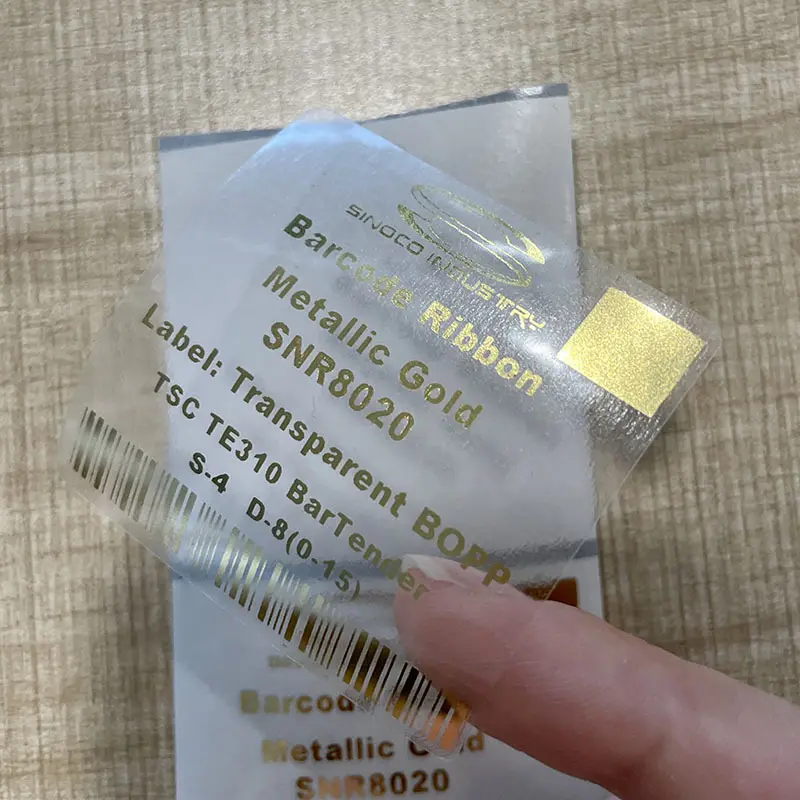 SINOCO INDUSTRY
Barcode Ribbon
Metallic Gold
SNR8020
Label: Transparent BOPP
TSC TE310 BarTender
S-4 D-8(0-15)
Metallic
SNR8020